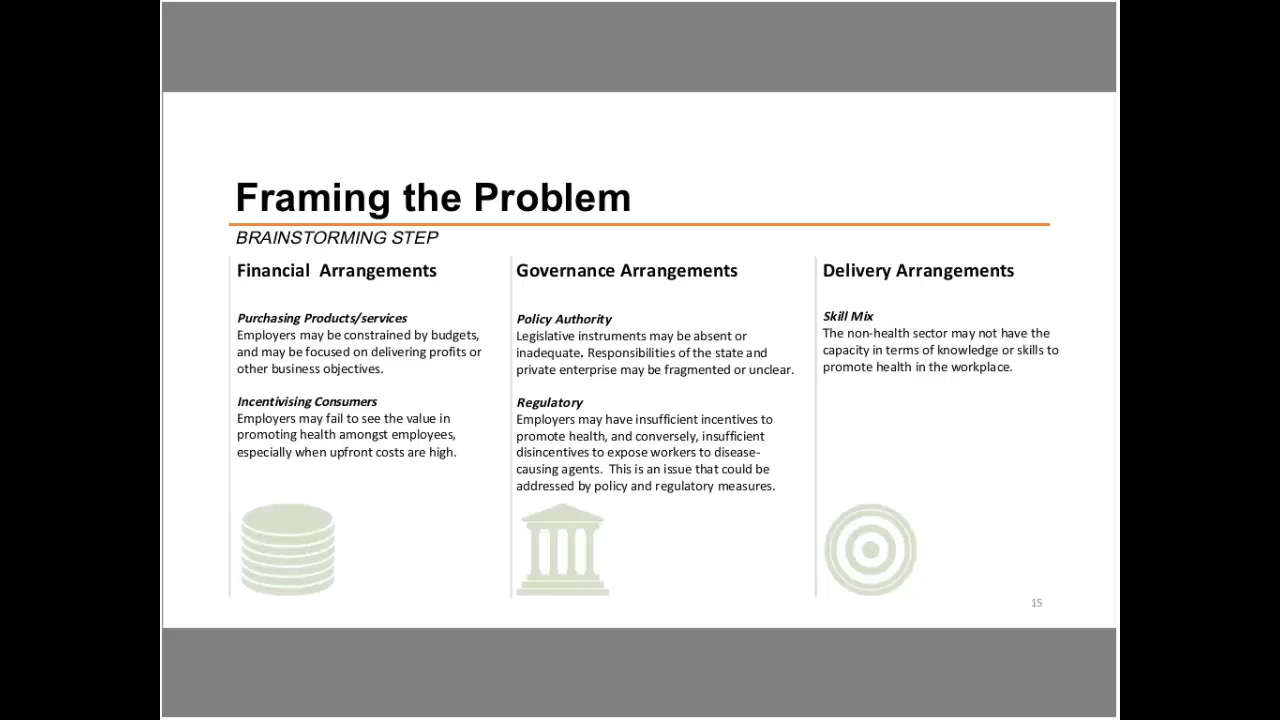 Framing the Problem
BRAINSTORMING STEP
Financial  Arrangements
Purchasing Products/services
Employers may be constrained by budgets,
and may be focused on delivering profits or
other business objectives.
Incentivising Consumers
Employers may fail to see the value in
promoting health amongst employees,
especially when upfront costs are high.
Governance Arrangements
Policy Authority
Legislative instruments may be absent or
inadequate. Responsibilities of the state and
private enterprise may be fragmented or unclear.
Regulatory
Employers may have insufficient incentives to
promote health, and conversely, insufficient
disincentives to expose workers to disease-
causing agents.  This is an issue that could be
addressed by policy and regulatory measures.
Delivery Arrangements
Skill Mix
The non-health sector may not have the
capacity in terms of knowledge or skills to
promote health in the workplace.
15